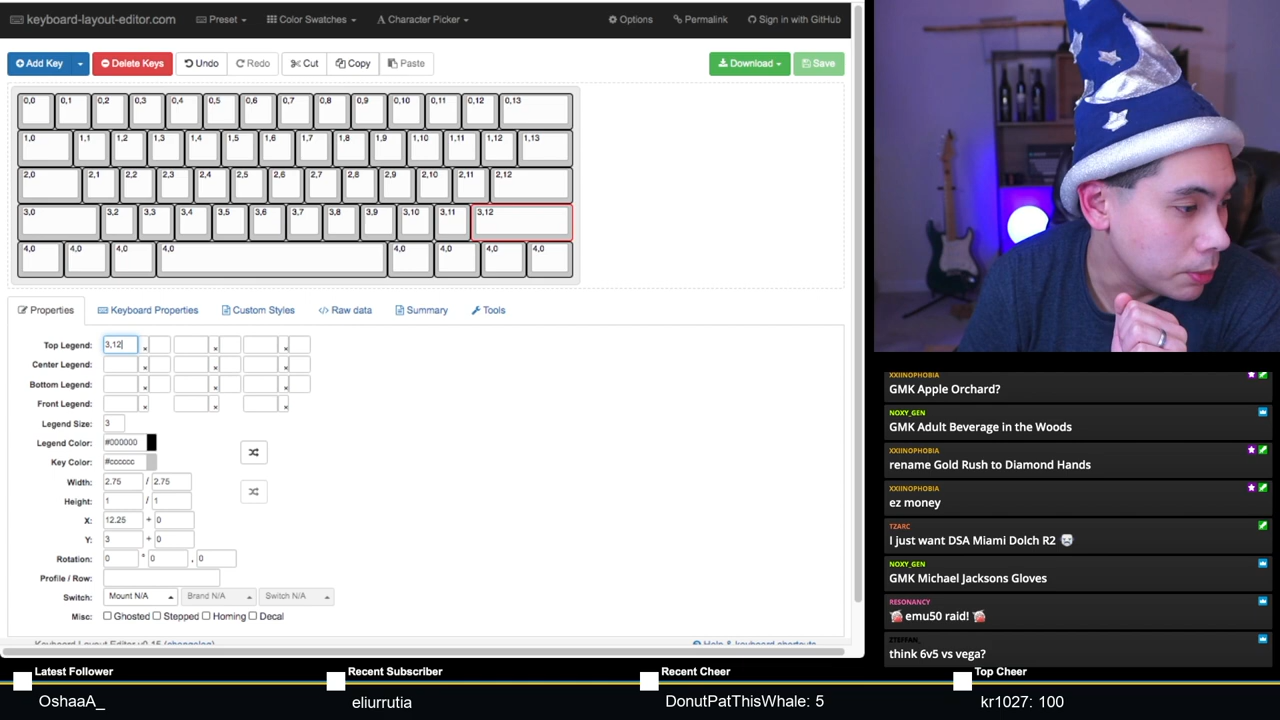 keyboard-layout-editor.com Preset Color Swatches Character Picker Options Permalink Sign in with GitHub
Add Key Delete Keys Undo Redo Cut Copy Paste Download Save
0,0 0,1 0,2 0,3 0,4 0,5 0,6 0,7 0,8 0,9 0,10 0,11 0,12 0,13
1,0 1,1 1,2 1,3 1,4 1,5 1,6 1,7 1,8 1,9 1,10 1,11 1,12 1,13
2,0 2,1 2,2 2,3 2,4 2,5 2,6 2,7 2,8 2,9 2,10 2,11 2,12
3,0 3,2 3,3 3,4 3,5 3,6 3,7 3,8 3,9 3,10 3,11 3,12
4,0 4,0 4,0 4,0 4,0 4,0 4,0 4,0
Properties Keyboard Properties Custom Styles Raw data Summary Tools
Top Legend: 3,12
Center Legend:
Bottom Legend:
Front Legend:
Legend Size: 3
Legend Color: #000000
Key Color: #cccccc
Width: 2.75 / 2.75
Height: 1 / 1
X: 12.25 + 0
Y: 3 + 0
Rotation: 0 ° 0 , 0
Profile / Row:
Switch: Mount N/A Brand N/A Switch N/A
Misc: Ghosted Stepped Homing Decal
Keyboard Layout Editor v0.15 (changelog) Help & keyboard shortcuts
XXIINOPHOBIA
GMK Apple Orchard?
NOXY_GEN
GMK Adult Beverage in the Woods
XXIINOPHOBIA
rename Gold Rush to Diamond Hands
XXIINOPHOBIA
ez money
TZARC
I just want DSA Miami Dolch R2
NOXY_GEN
GMK Michael Jacksons Gloves
RESONANCY
emu50 raid!
ZTEFFAN_
think 6v5 vs vega?
Latest Follower
OshaaA_
Recent Subscriber
eliurrutia
Recent Cheer
DonutPatThisWhale: 5
Top Cheer
kr1027: 100